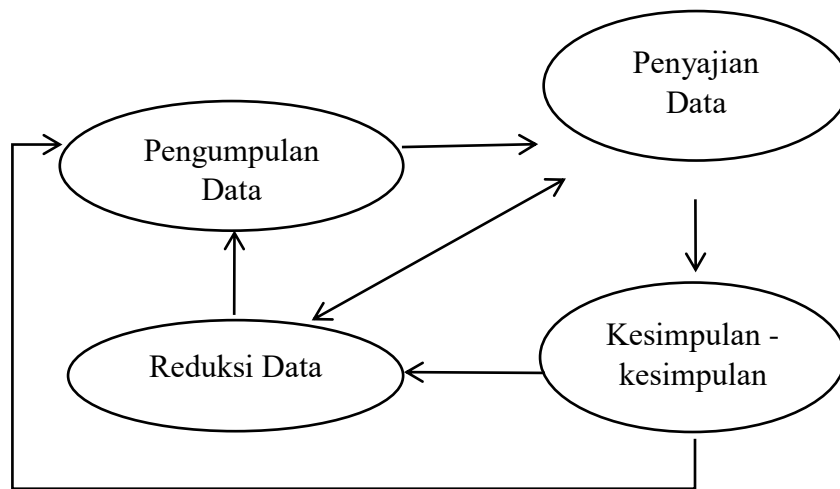 Penyajian
Data
Pengumpulan
Data
Reduksi Data
Kesimpulan -
kesimpulan